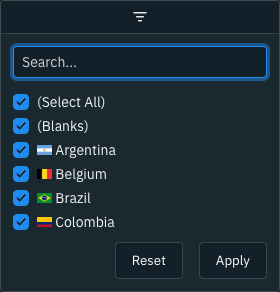 Search...
(Select All)
(Blanks)
Argentina
Belgium
Brazil
Colombia
Reset Apply